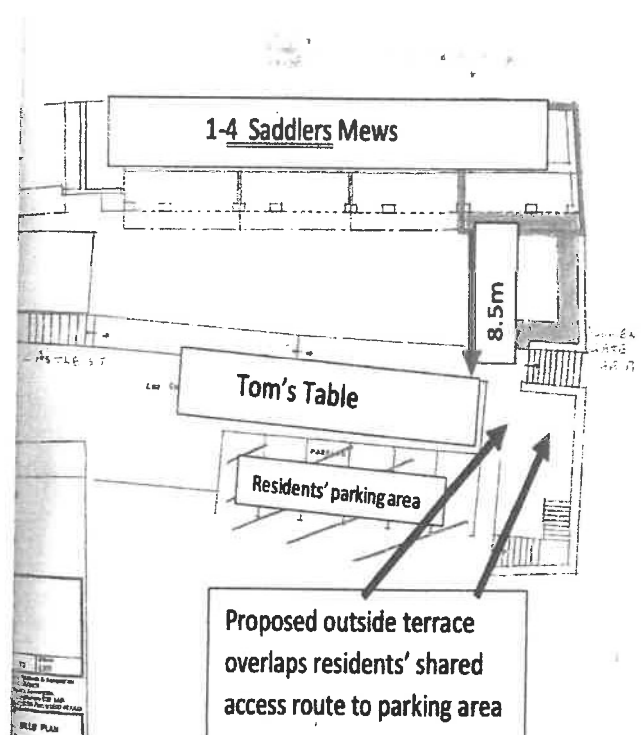 1-4 Saddlers Mews
8.5m
Tom's Table
Residents' parking area
Proposed outside terrace
overlaps residents' shared
access route to parking area